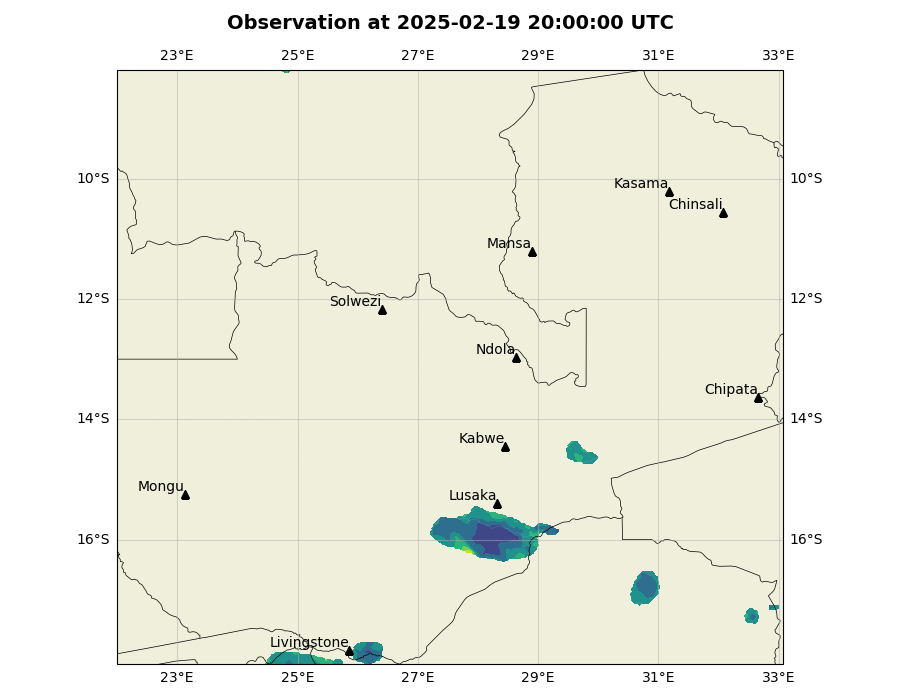 Observation at 2025-02-19 20:00:00 UTC
23°E 25°E 27°E 29°E 31°E 33°E
10°S 10°S
Kasama
Chinsali
Mansa
12°S 12°S
Solwezi
Ndola
Chipata
14°S 14°S
Kabwe
Mongu
Lusaka
16°S 16°S
Livingstone
23°E 25°E 27°E 29°E 31°E 33°E